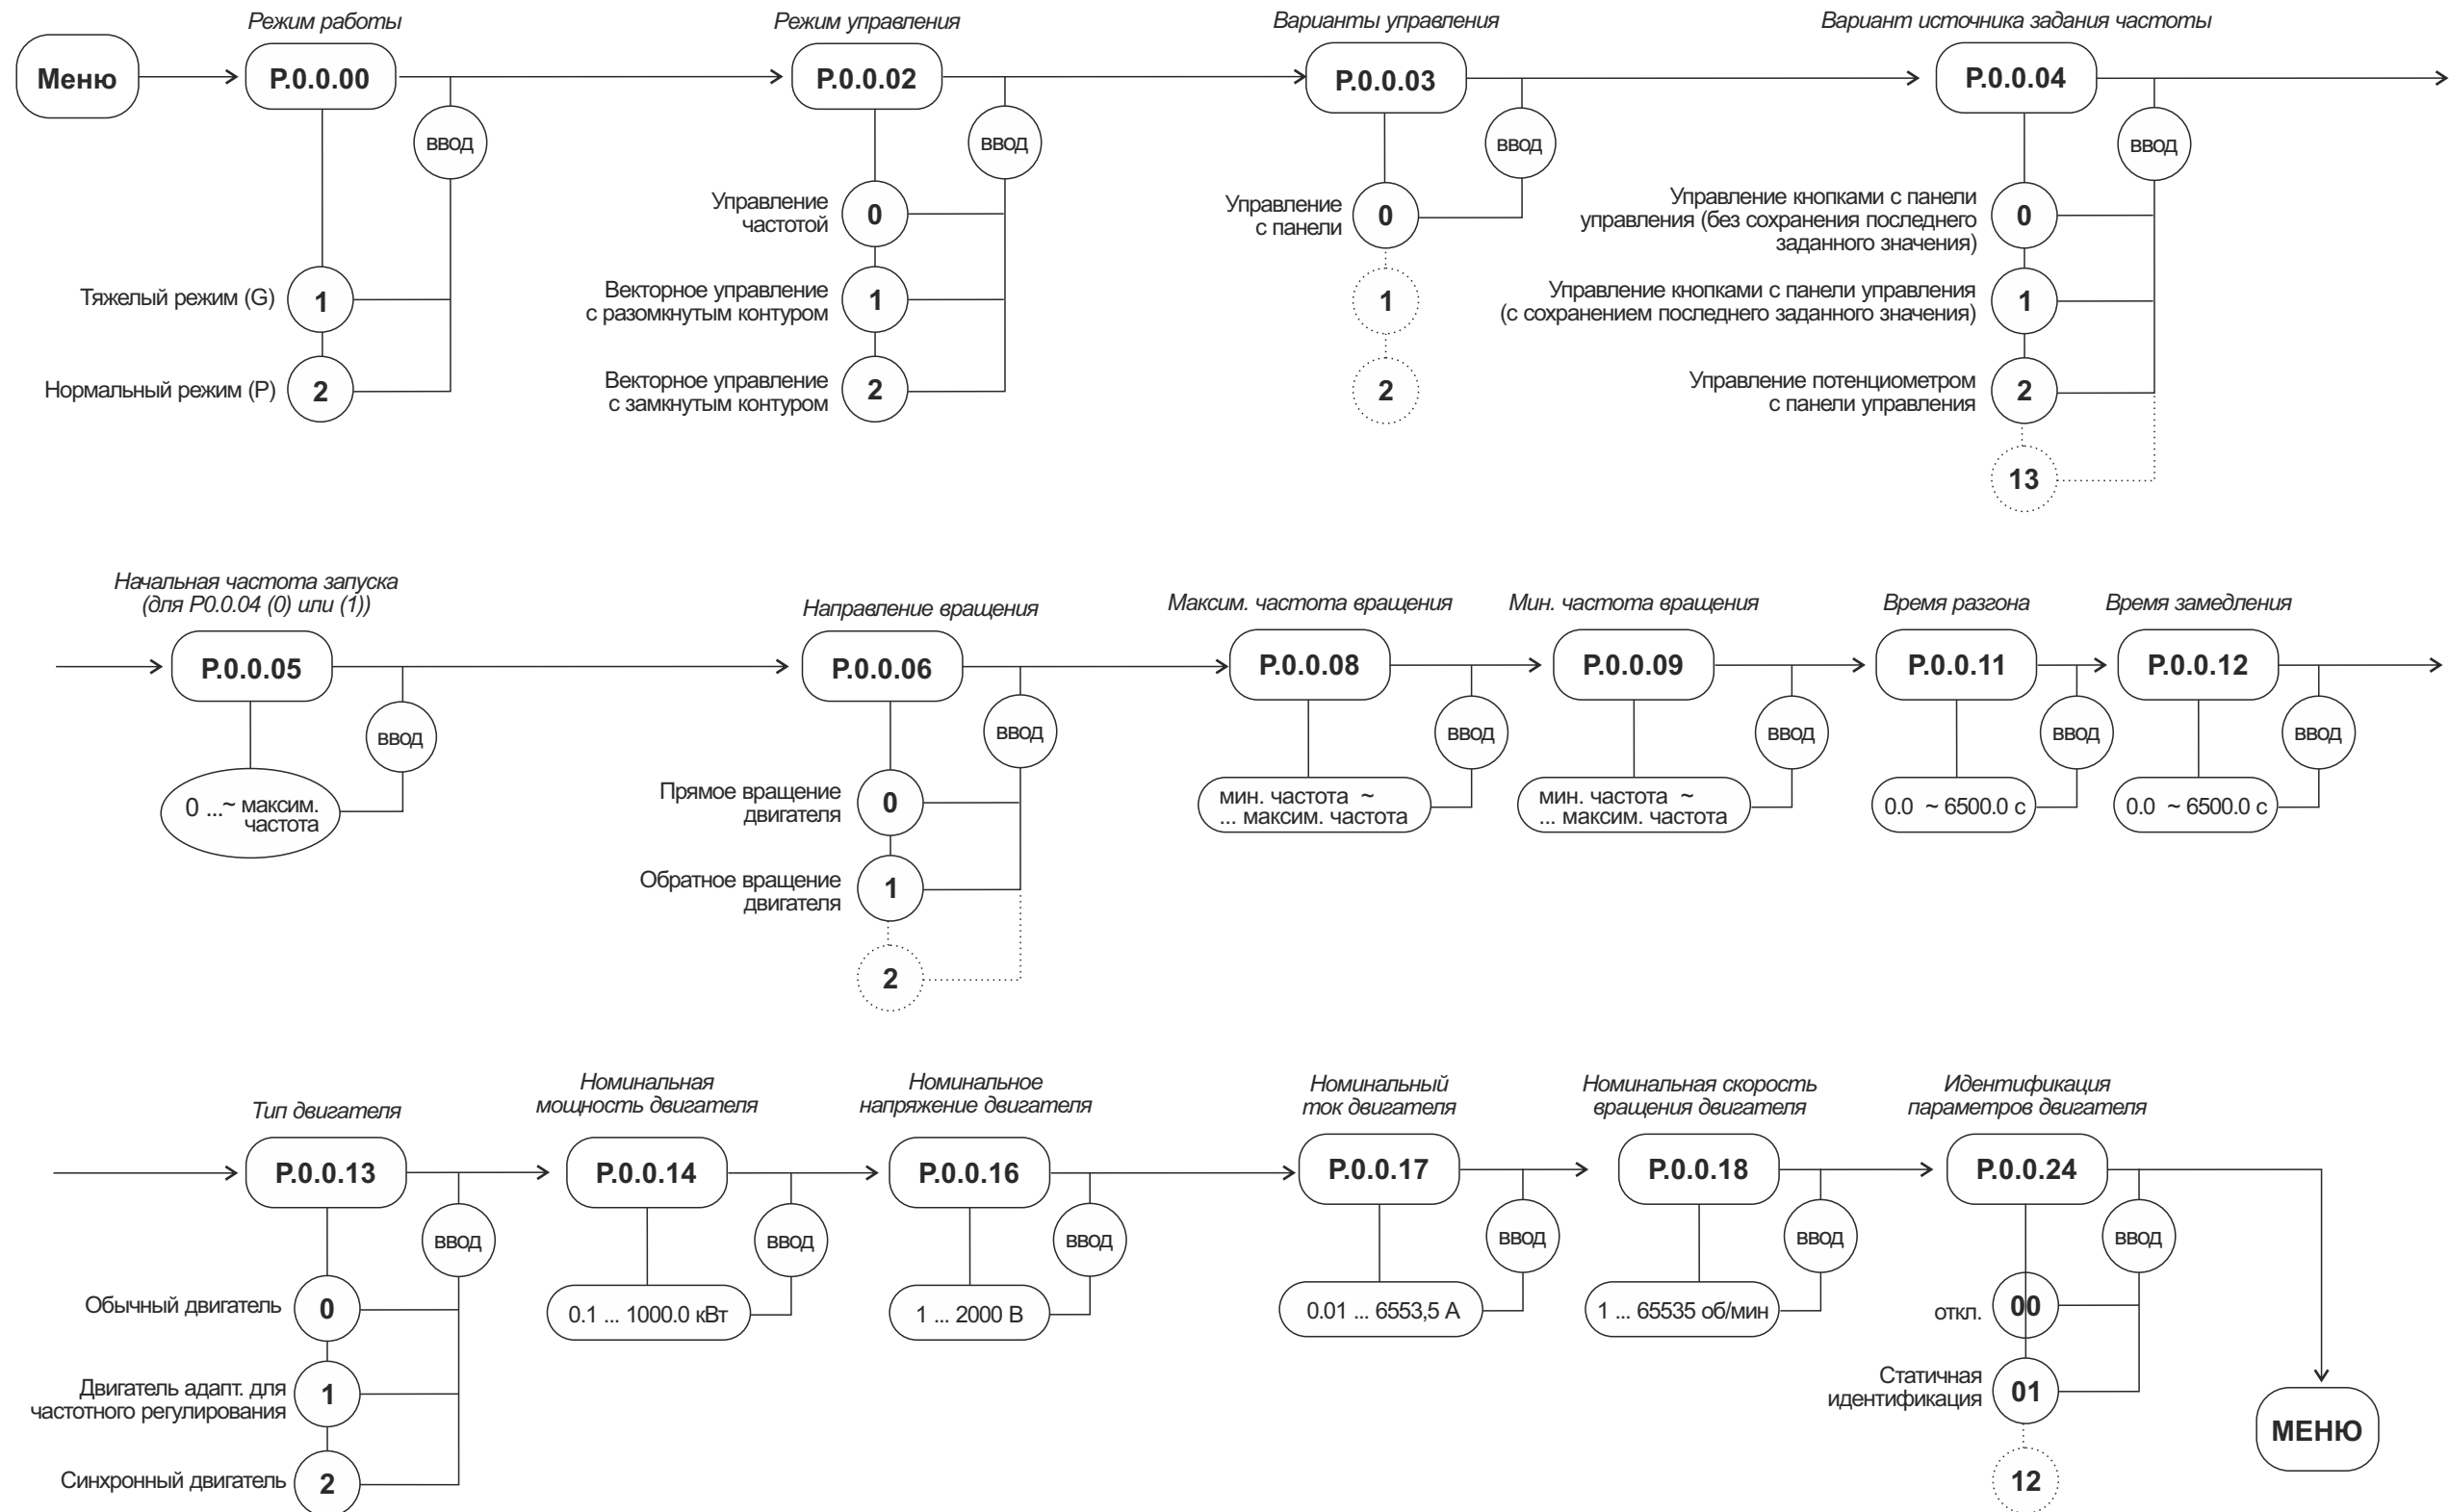 Режим работы
Режим управления
Варианты управления
Вариант источника задания частоты
Меню
P.0.0.00
P.0.0.02
P.0.0.03
P.0.0.04
ввод
ввод
ввод
ввод
Тяжелый режим (G)
1
Нормальный режим (P)
2
Управление
частотой
0
Векторное управление
с разомкнутым контуром
1
Векторное управление
с замкнутым контуром
2
Управление
с панели
0
1
2
Управление кнопками с панели
управления (без сохранения последнего
заданного значения)
0
Управление кнопками с панели управления
(с сохранением последнего заданного значения)
1
Управление потенциометром
с панели управления
2
13
Начальная частота запуска
(для P0.0.04 (0) или (1))
Направление вращения
Максим. частота вращения
Мин. частота вращения
Время разгона
Время замедления
P.0.0.05
P.0.0.06
P.0.0.08
P.0.0.09
P.0.0.11
P.0.0.12
ввод
ввод
ввод
ввод
ввод
ввод
0 ...~ максим.
частота
Прямое вращение
двигателя
0
Обратное вращение
двигателя
1
2
мин. частота ~
... максим. частота
мин. частота ~
... максим. частота
0.0 ~ 6500.0 с
0.0 ~ 6500.0 с
Тип двигателя
Номинальная
мощность двигателя
Номинальное
напряжение двигателя
Номинальный
ток двигателя
Номинальная скорость
вращения двигателя
Идентификация
параметров двигателя
P.0.0.13
P.0.0.14
P.0.0.16
P.0.0.17
P.0.0.18
P.0.0.24
ввод
ввод
ввод
ввод
ввод
ввод
Обычный двигатель
0
Двигатель адапт. для
частотного регулирования
1
Синхронный двигатель
2
0.1 ... 1000.0 кВт
1 ... 2000 В
0.01 ... 6553,5 А
1 ... 65535 об/мин
откл.
00
Статичная
идентификация
01
12
МЕНЮ